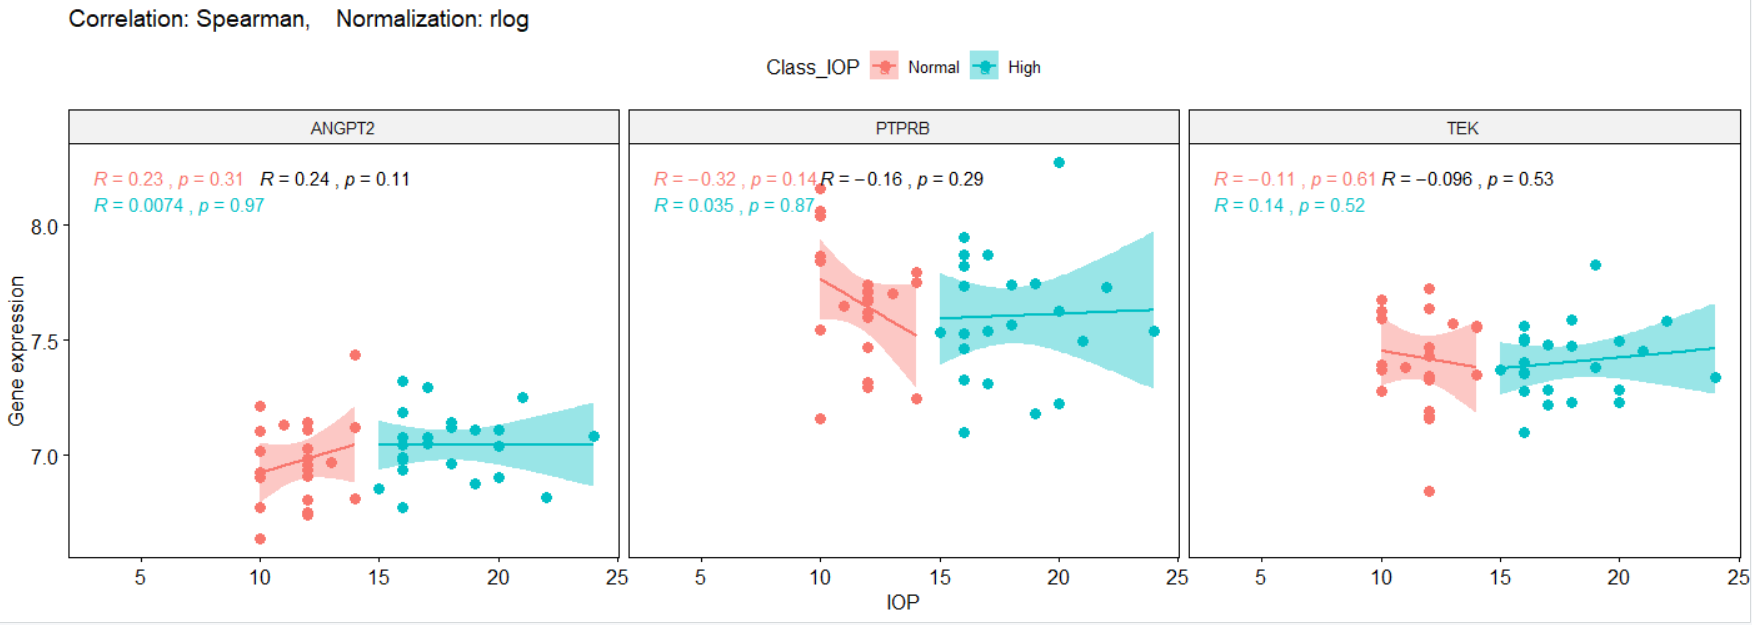 Correlation: Spearman,    Normalization: rlog
Class_IOP Normal High
ANGPT2 PTPRB TEK
R = 0.23 , p = 0.31 R = 0.24 , p = 0.11
R = 0.0074 , p = 0.97
R = −0.32 , p = 0.14 R = −0.16 , p = 0.29
R = 0.035 , p = 0.87
R = −0.11 , p = 0.61 R = −0.096 , p = 0.53
R = 0.14 , p = 0.52
Gene expression
8.0
7.5
7.0
5 10 15 20 25 5 10 15 20 25 5 10 15 20 25
IOP